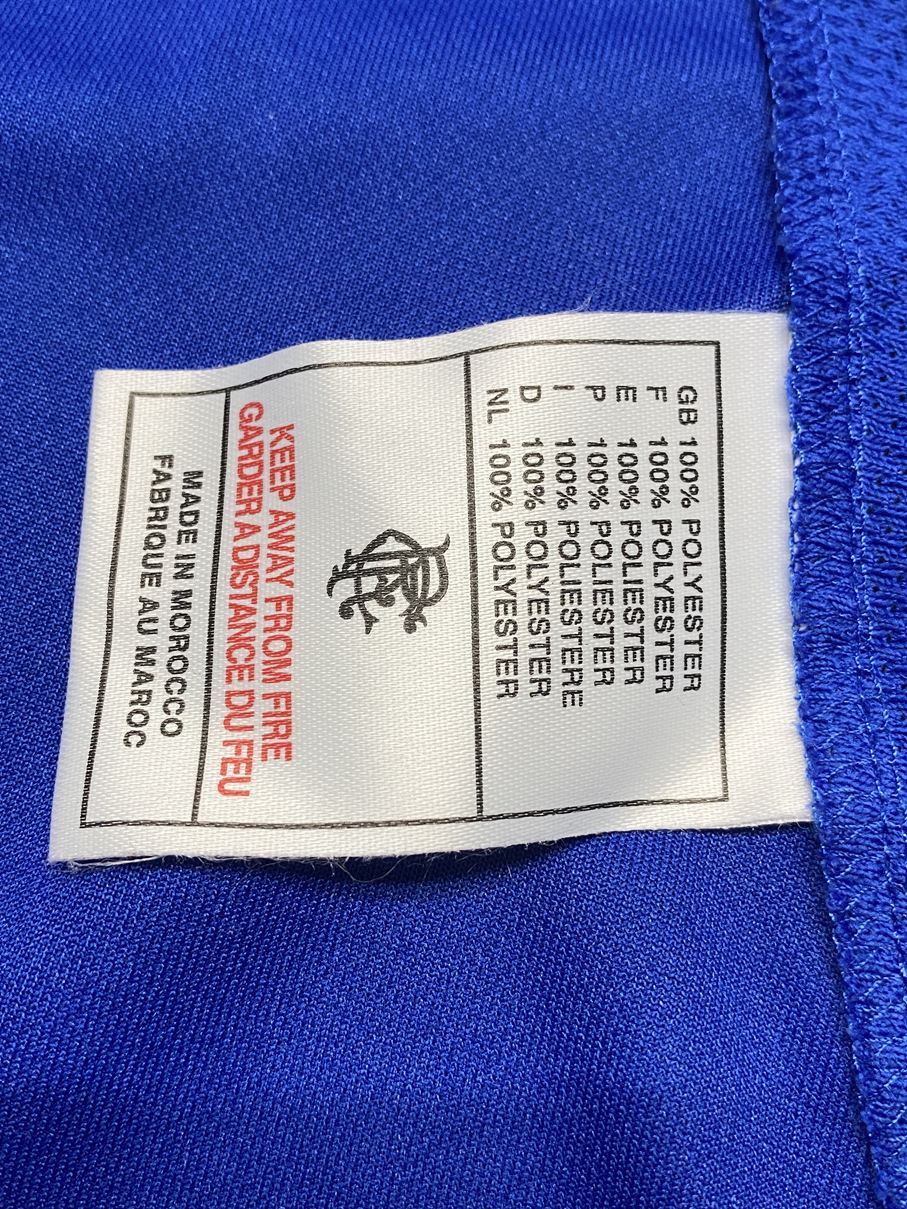 GB 100% POLYESTER
F 100% POLYESTER
E 100% POLIESTER
P 100% POLIESTER
I 100% POLIESTERE
D 100% POLYESTER
NL 100% POLYESTER
RFC
KEEP AWAY FROM FIRE
GARDER A DISTANCE DU FEU
MADE IN MOROCCO
FABRIQUE AU MAROC